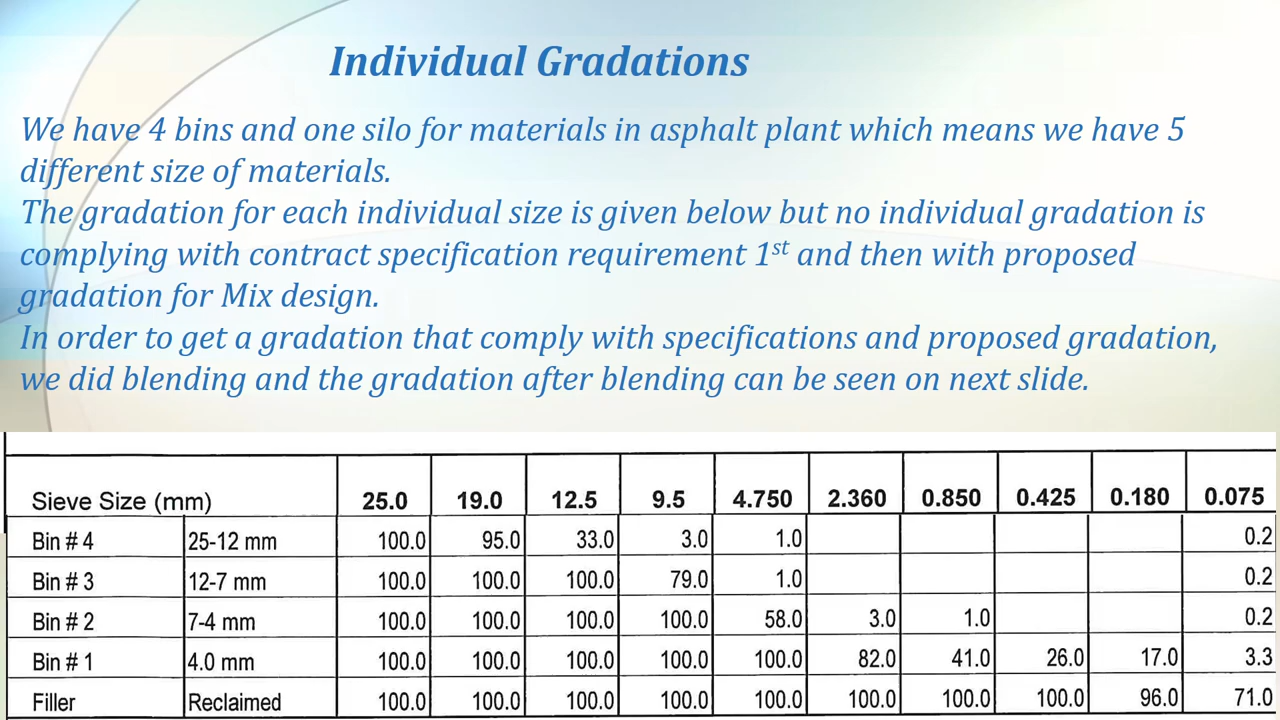 Individual Gradations
We have 4 bins and one silo for materials in asphalt plant which means we have 5
different size of materials.
The gradation for each individual size is given below but no individual gradation is
complying with contract specification requirement 1st and then with proposed
gradation for Mix design.
In order to get a gradation that comply with specifications and proposed gradation,
we did blending and the gradation after blending can be seen on next slide.
Sieve Size (mm) 25.0 19.0 12.5 9.5 4.750 2.360 0.850 0.425 0.180 0.075
Bin # 4 25-12 mm 100.0 95.0 33.0 3.0 1.0 0.2
Bin # 3 12-7 mm 100.0 100.0 100.0 79.0 1.0 0.2
Bin # 2 7-4 mm 100.0 100.0 100.0 100.0 58.0 3.0 1.0 0.2
Bin # 1 4.0 mm 100.0 100.0 100.0 100.0 100.0 82.0 41.0 26.0 17.0 3.3
Filler Reclaimed 100.0 100.0 100.0 100.0 100.0 100.0 100.0 100.0 96.0 71.0